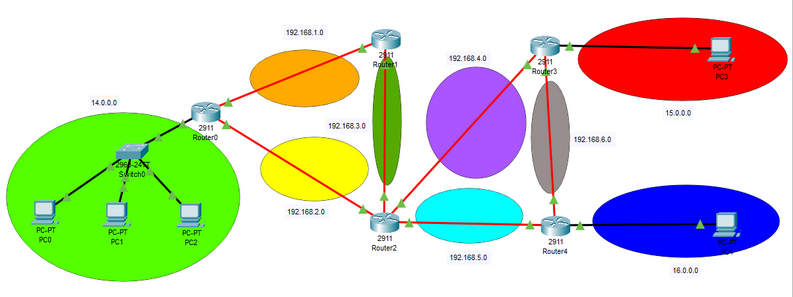 192.168.1.0
2911
Router1
2911
Router3
192.168.4.0
PC-PT
PC3
14.0.0.0
2911
Router0
192.168.3.0
15.0.0.0
192.168.6.0
Switch0
PC-PT
PC0
PC-PT
PC1
PC-PT
PC2
192.168.2.0
2911
Router2
192.168.5.0
2911
Router4
PC-PT
16.0.0.0